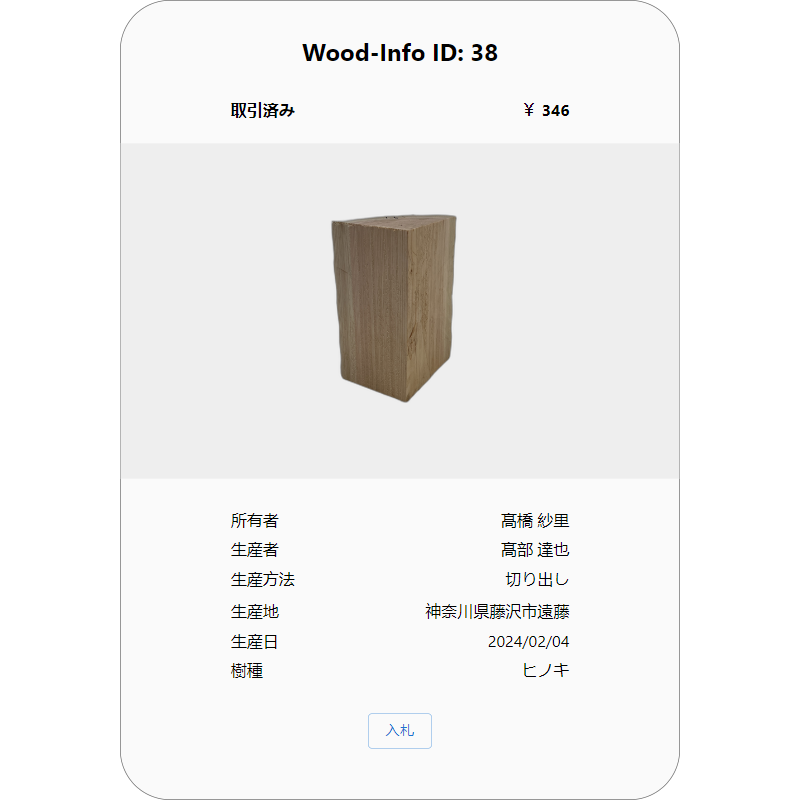 Wood-Info ID: 38
取引済み ￥ 346
所有者 髙橋 紗里
生産者 髙部 達也
生産方法 切り出し
生産地 神奈川県藤沢市遠藤
生産日 2024/02/04
樹種 ヒノキ
入札